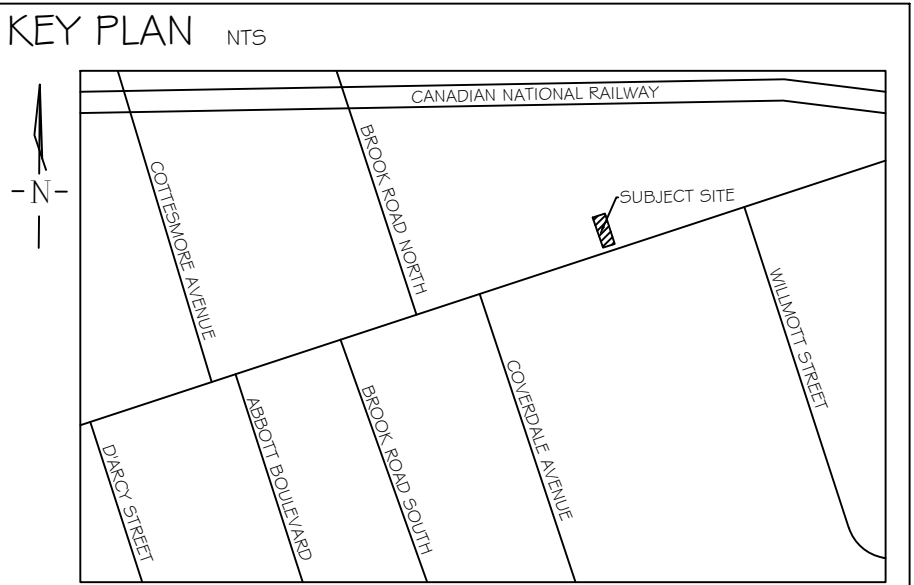 KEY PLAN NTS
CANADIAN NATIONAL RAILWAY
-N-
COTTESMORE AVENUE
BROOK ROAD NORTH
SUBJECT SITE
WILLMOTT STREET
D'ARCY STREET
ABBOTT BOULEVARD
BROOK ROAD SOUTH
COVERDALE AVENUE